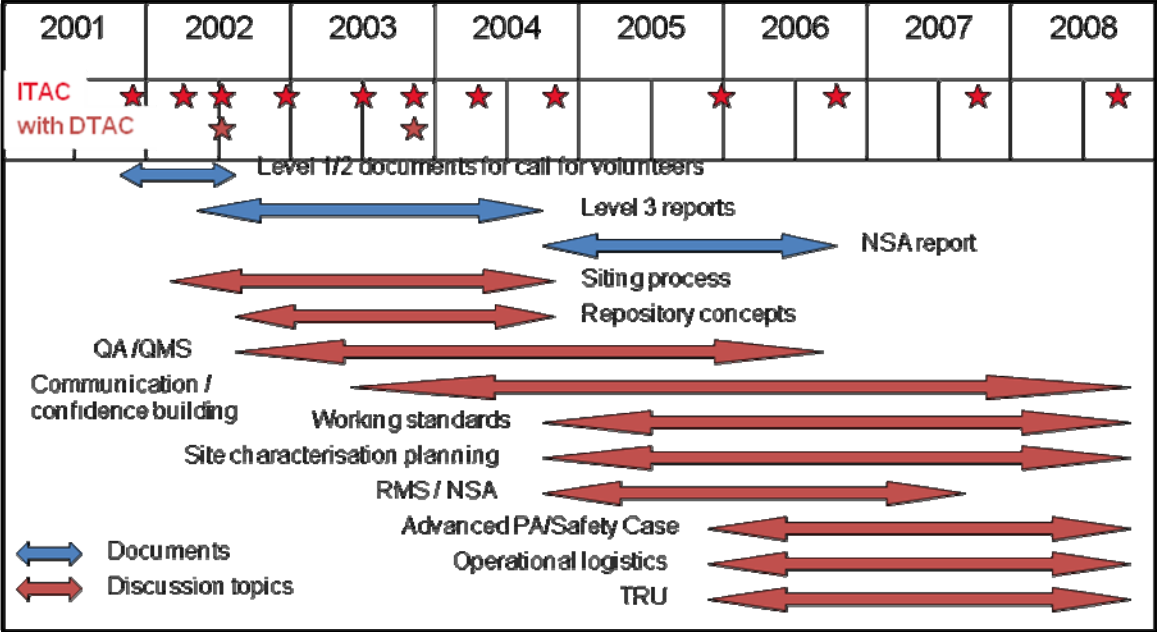 2001 2002 2003 2004 2005 2006 2007 2008
ITAC
with DTAC
Level 1/2 documents for call for volunteers
Level 3 reports
NSA report
Siting process
Repository concepts
QA/QMS
Communication /
confidence building
Working standards
Site characterisation planning
RMS / NSA
Advanced PA/Safety Case
Operational logistics
TRU
Documents
Discussion topics